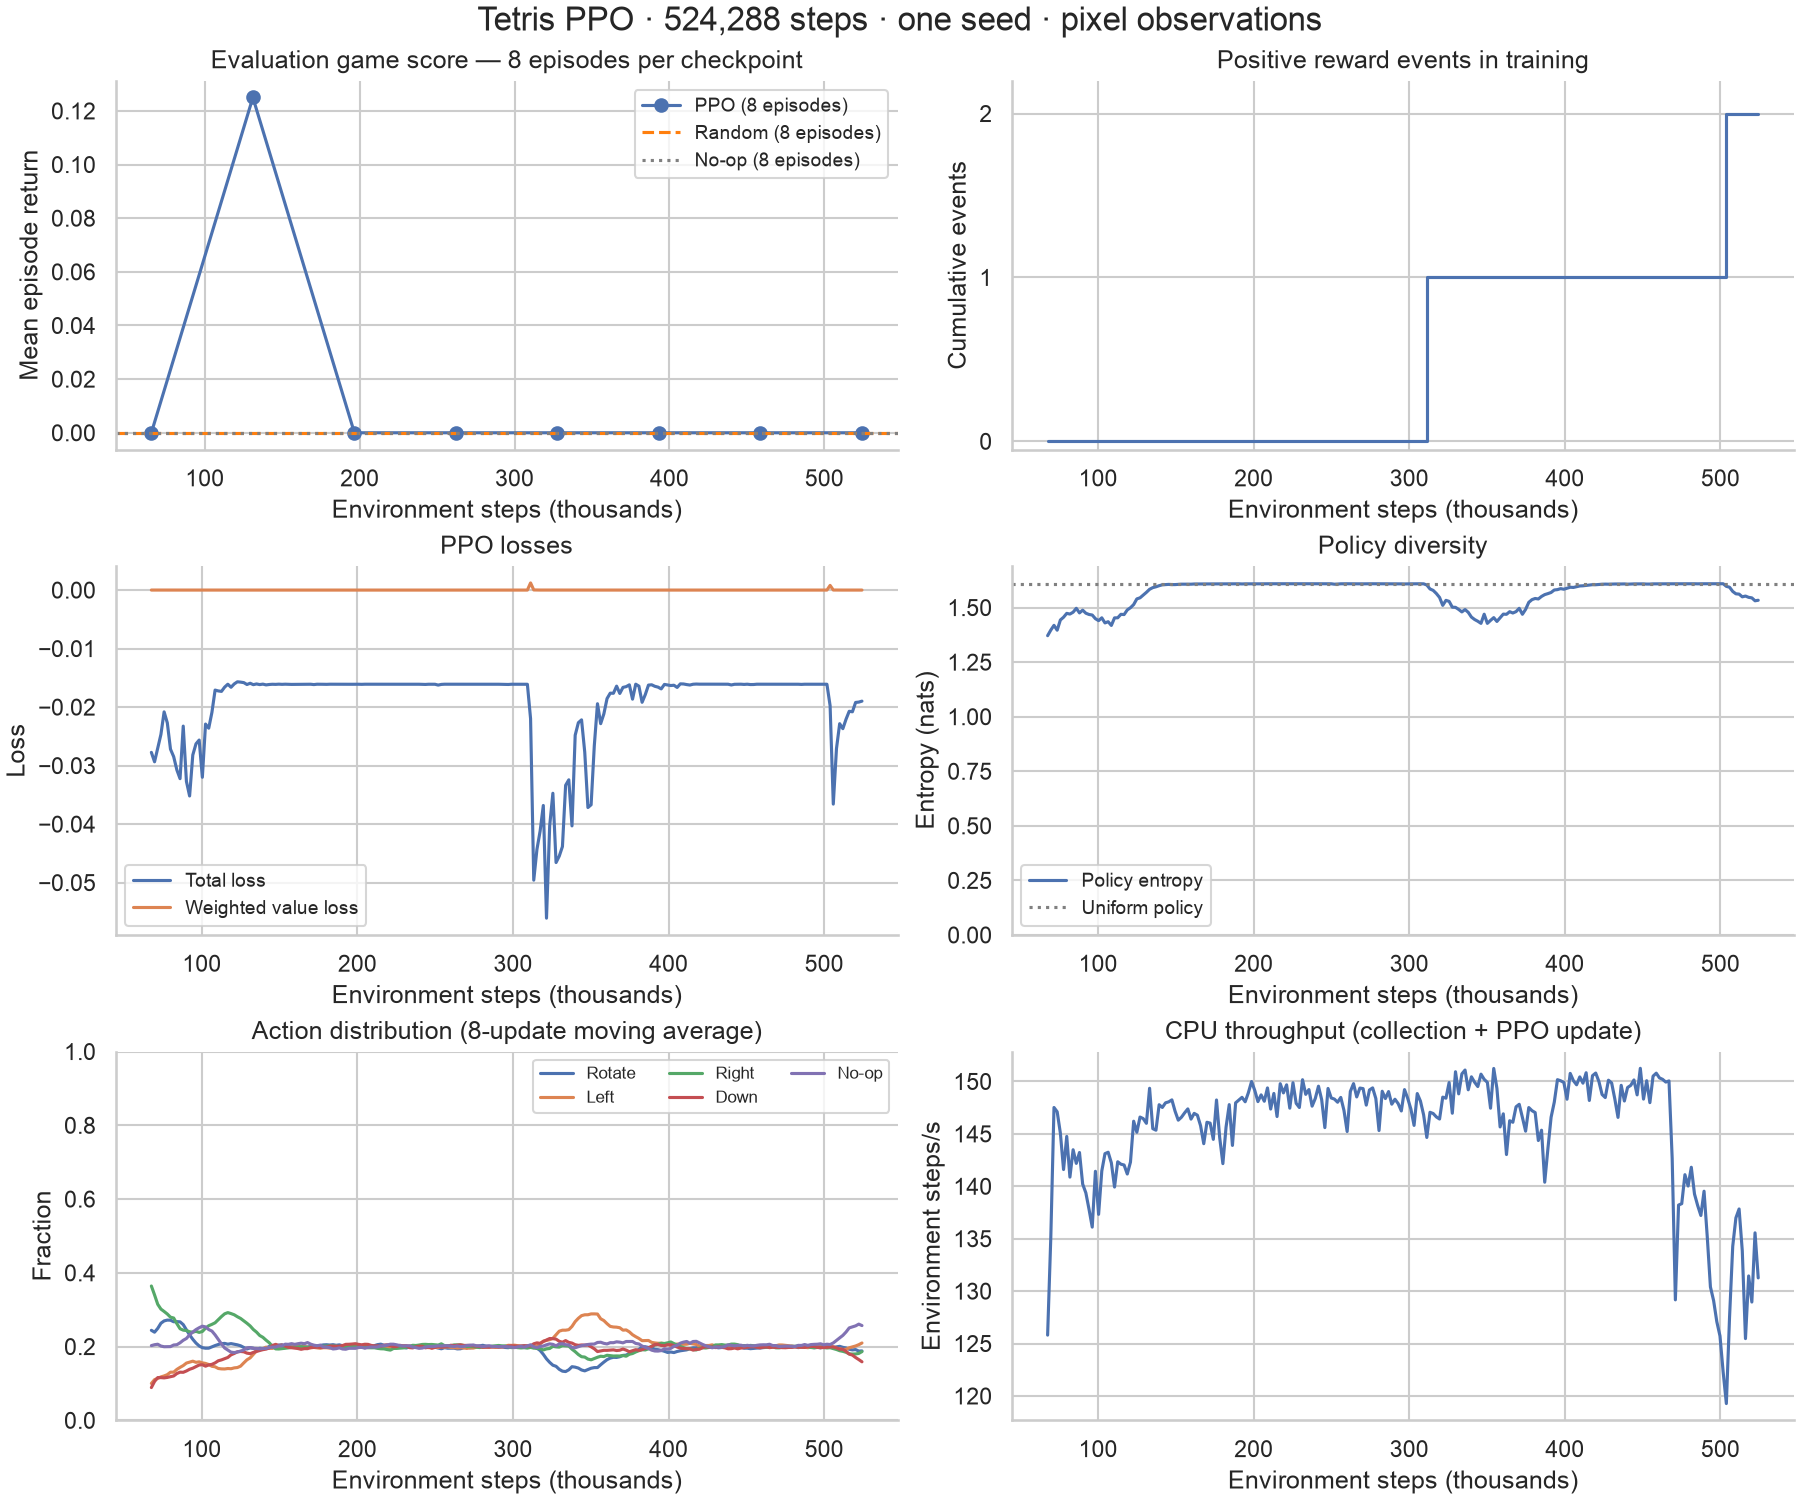 Tetris PPO · 524,288 steps · one seed · pixel observations
Evaluation game score — 8 episodes per checkpoint
Mean episode return
0.12
0.10
0.08
0.06
0.04
0.02
0.00
PPO (8 episodes)
Random (8 episodes)
No-op (8 episodes)
100 200 300 400 500
Environment steps (thousands)
Positive reward events in training
Cumulative events
2
1
0
100 200 300 400 500
Environment steps (thousands)
PPO losses
Loss
0.00
−0.01
−0.02
−0.03
−0.04
−0.05
Total loss
Weighted value loss
100 200 300 400 500
Environment steps (thousands)
Policy diversity
Entropy (nats)
1.50
1.25
1.00
0.75
0.50
0.25
0.00
Policy entropy
Uniform policy
100 200 300 400 500
Environment steps (thousands)
Action distribution (8-update moving average)
Fraction
1.0
0.8
0.6
0.4
0.2
0.0
Rotate Right No-op
Left Down
100 200 300 400 500
Environment steps (thousands)
CPU throughput (collection + PPO update)
Environment steps/s
150
145
140
135
130
125
120
100 200 300 400 500
Environment steps (thousands)